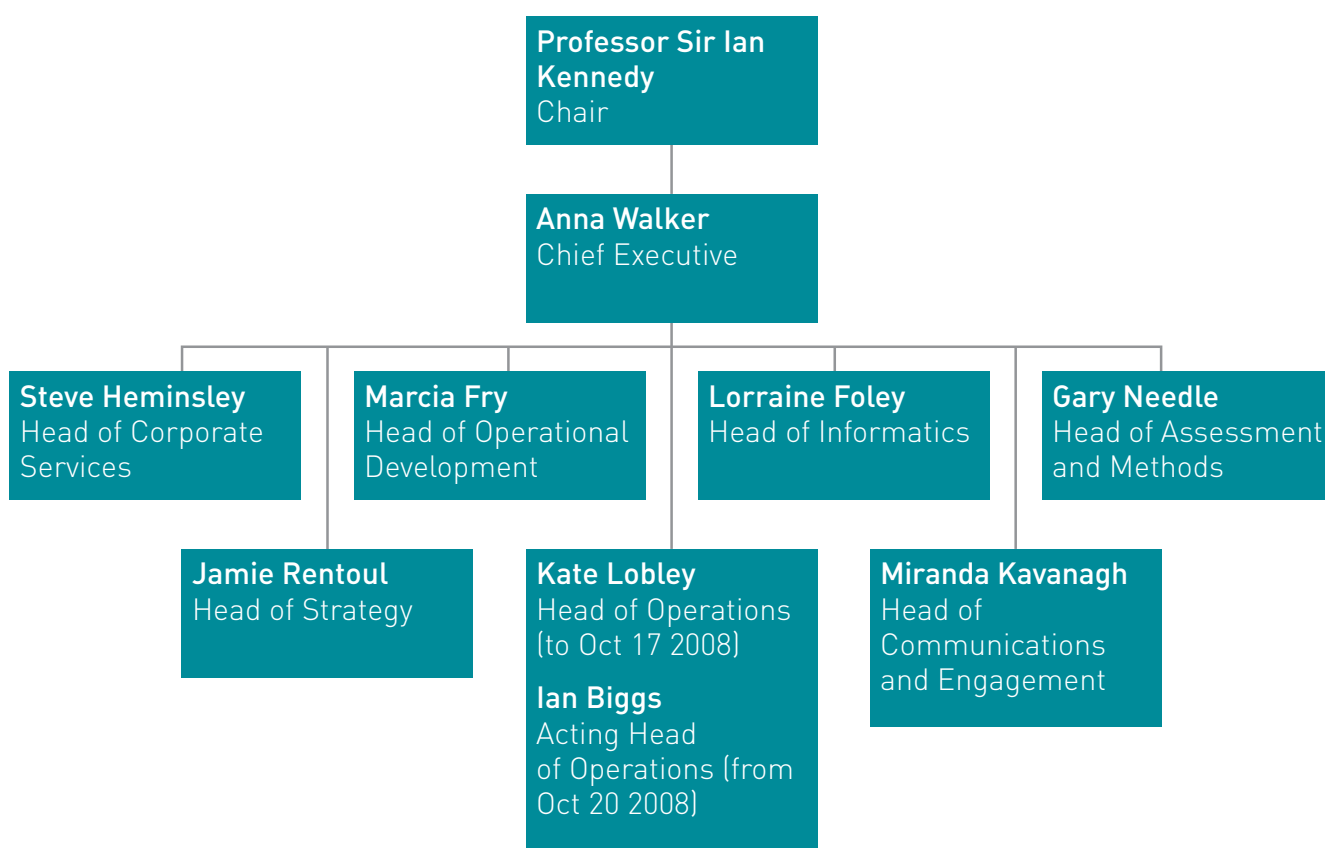 Professor Sir Ian
Kennedy
Chair
Anna Walker
Chief Executive
Steve Heminsley
Head of Corporate
Services
Marcia Fry
Head of Operational
Development
Lorraine Foley
Head of Informatics
Gary Needle
Head of Assessment
and Methods
Jamie Rentoul
Head of Strategy
Kate Lobley
Head of Operations
(to Oct 17 2008)
Ian Biggs
Acting Head
of Operations (from
Oct 20 2008)
Miranda Kavanagh
Head of
Communications
and Engagement